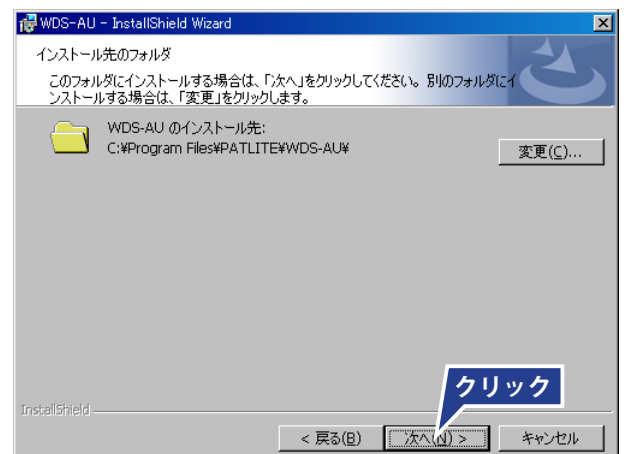 WDS-AU - InstallShield Wizard
インストール先のフォルダ
このフォルダにインストールする場合は、「次へ」をクリックしてください。別のフォルダにイ
ンストールする場合は、「変更」をクリックします。
WDS-AU のインストール先:
C:¥Program Files¥PATLITE¥WDS-AU¥
変更(C)...
クリック
InstallShield
< 戻る(B)
次へ(N) >
キャンセル